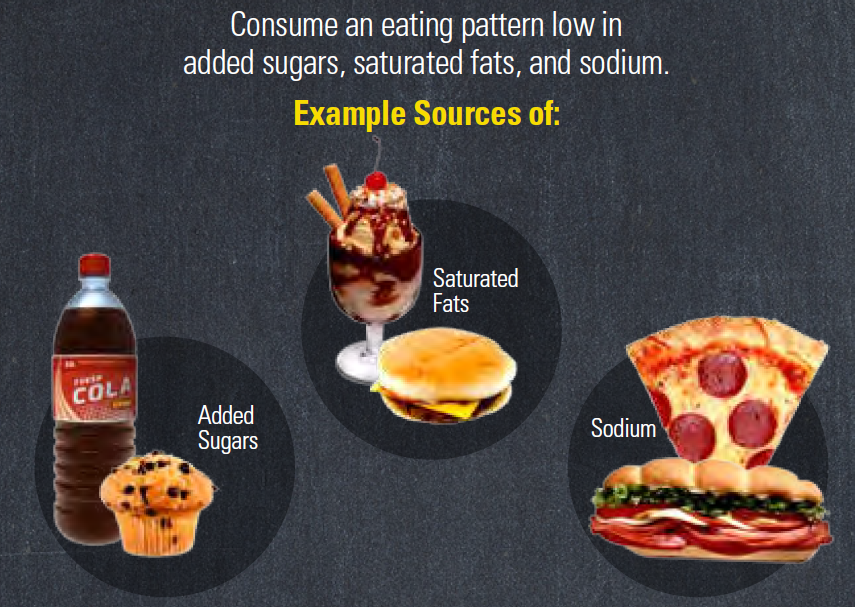 Consume an eating pattern low in
added sugars, saturated fats, and sodium.
Example Sources of:
Saturated
Fats
Added
Sugars
Sodium
COLA